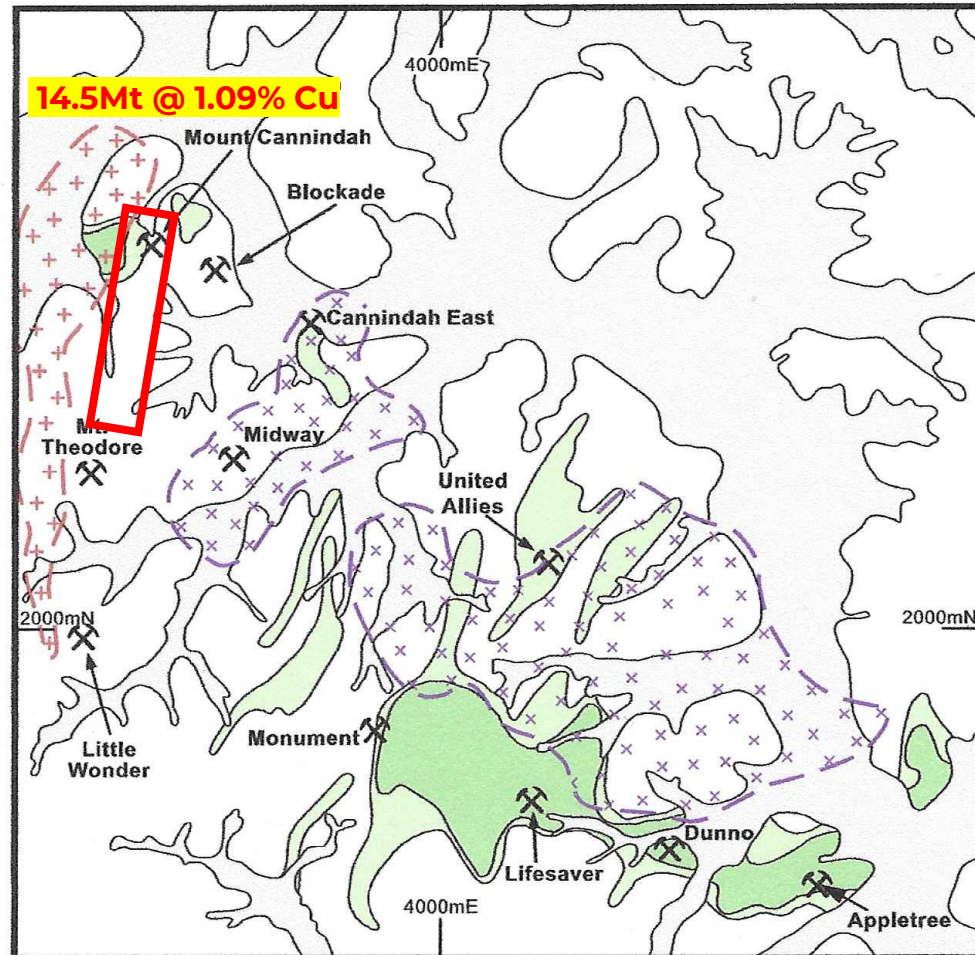 4000mE
14.5Mt @ 1.09% Cu
Mount Cannindah
Blockade
Cannindah East
Mt.
Theodore
Midway
United
Allies
2000mN
2000mN
Little
Wonder
Monument
Lifesaver
Dunno
Appletree
4000mE